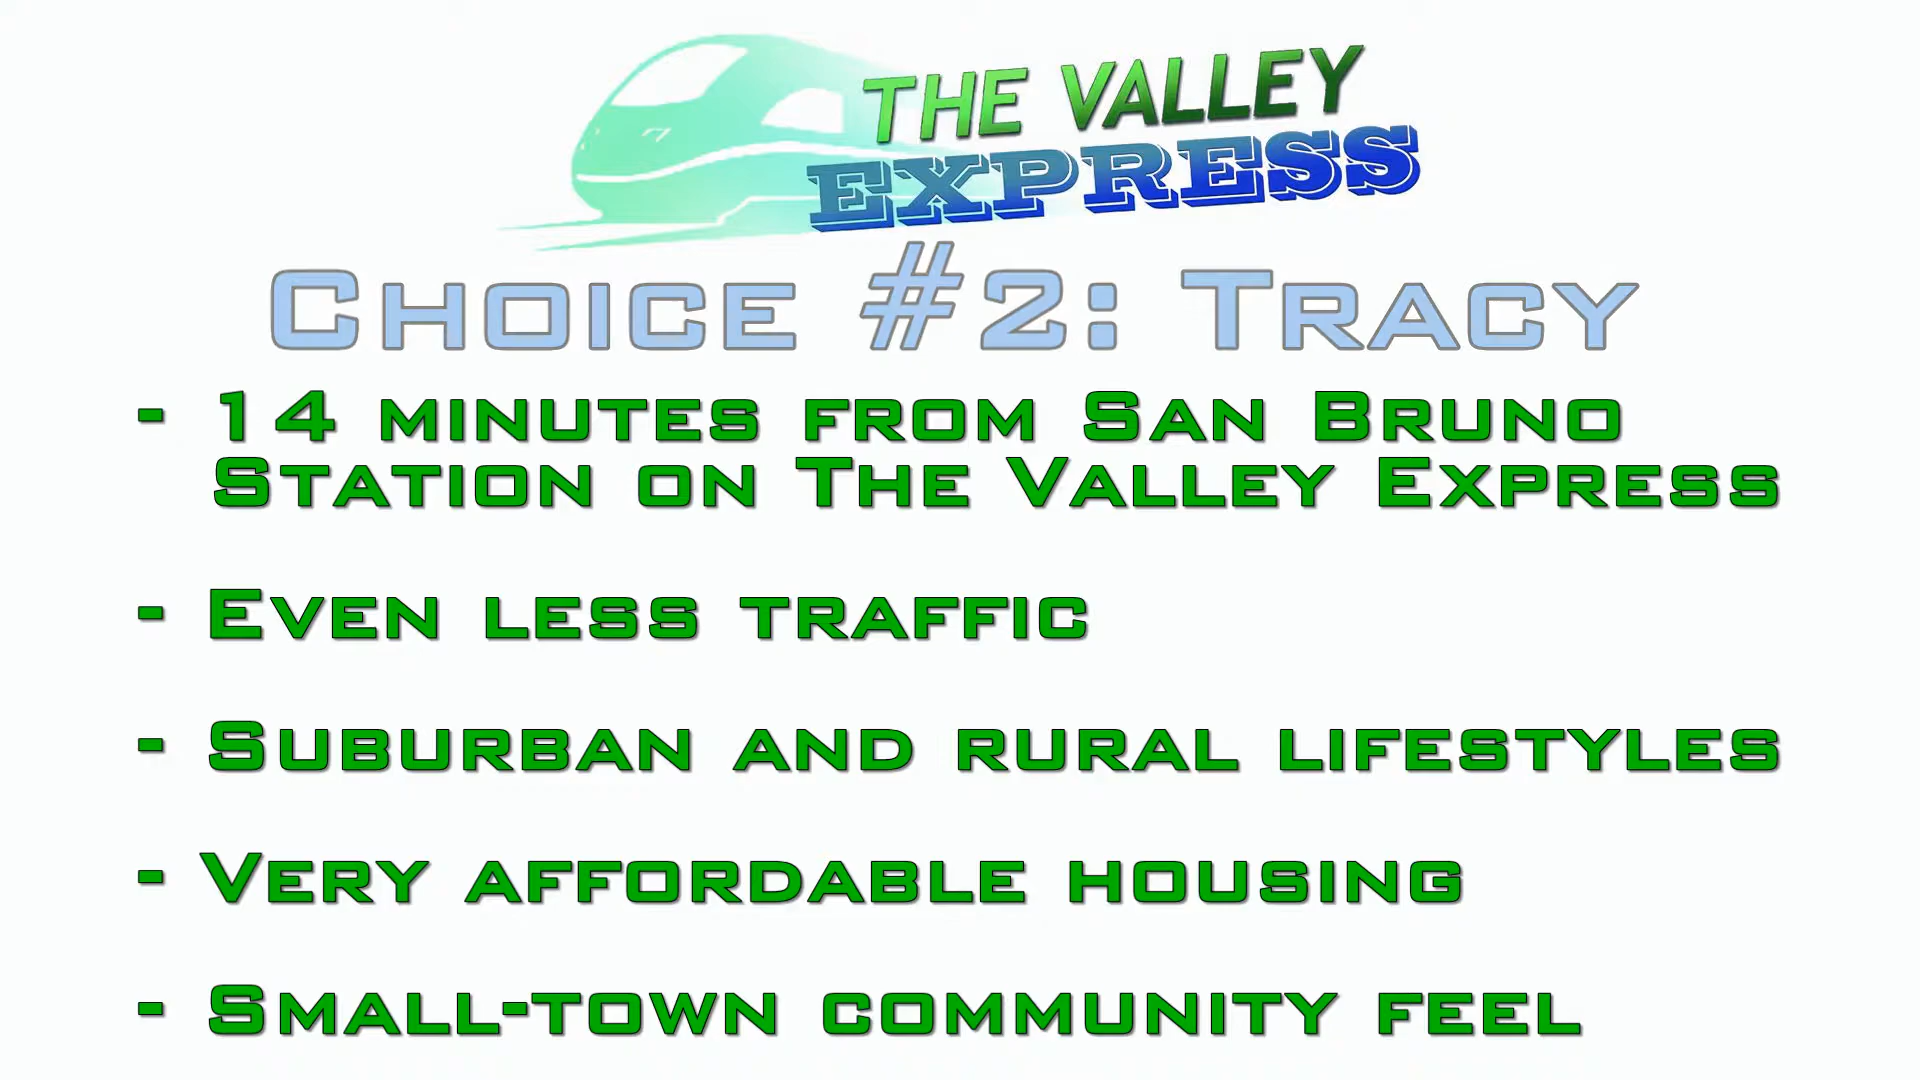 THE VALLEY
EXPRESS
Choice #2: Tracy
- 14 minutes from San Bruno
Station on The Valley Express
- Even less traffic
- Suburban and rural lifestyles
- Very affordable housing
- Small-town community feel